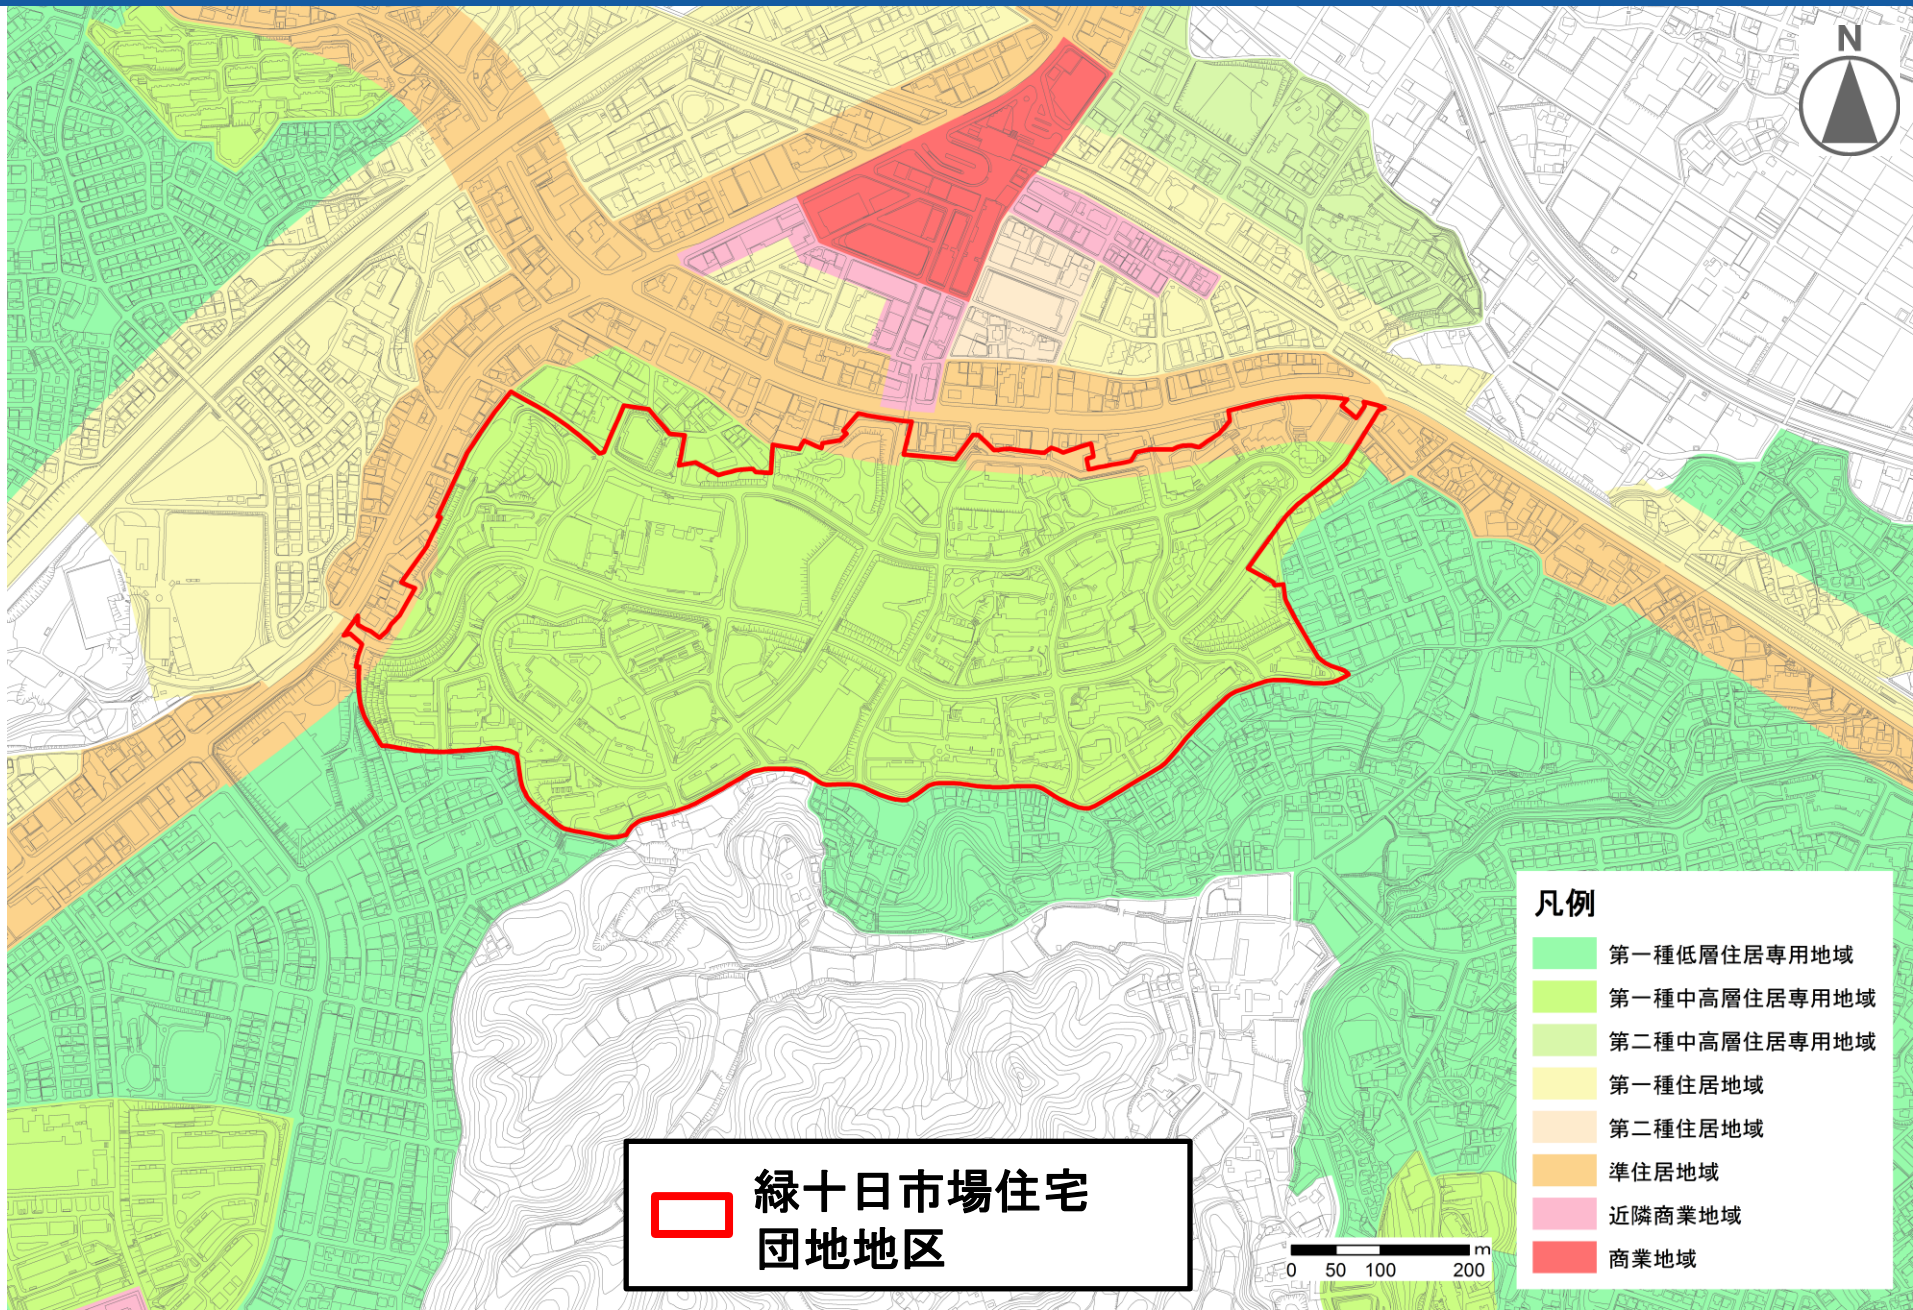 N
凡例
第一種低層住居専用地域
第一種中高層住居専用地域
第二種中高層住居専用地域
第一種住居地域
第二種住居地域
準住居地域
近隣商業地域
商業地域
緑十日市場住宅
団地地区
m
0 50 100 200